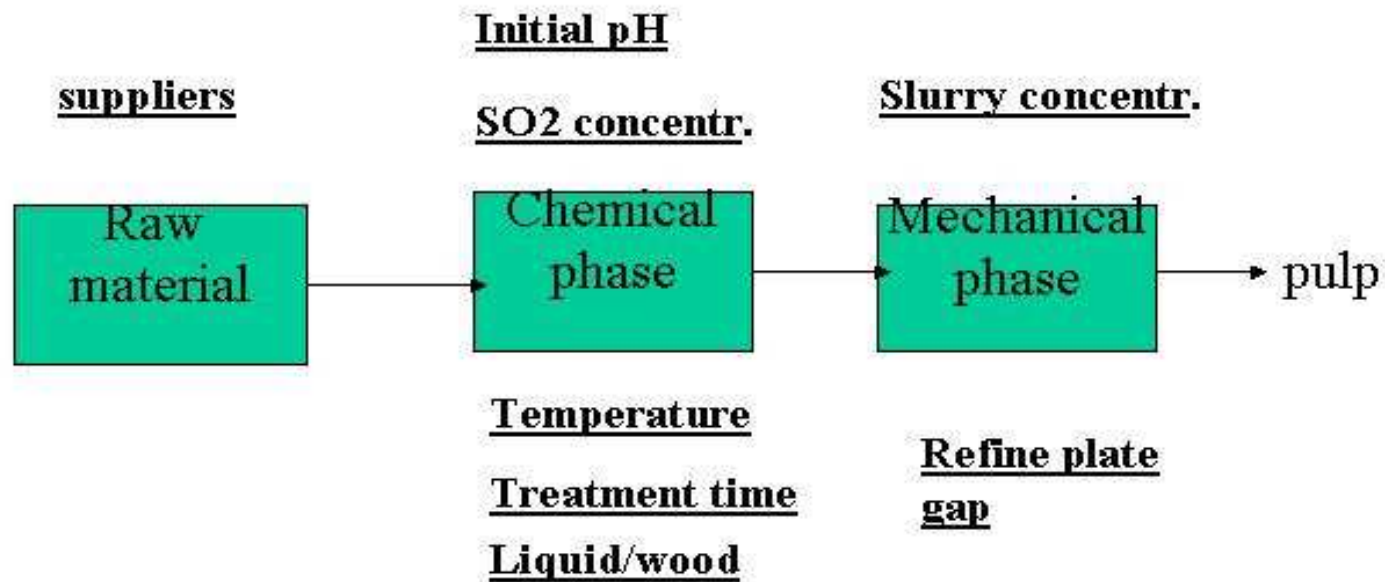 suppliers
Initial pH
SO2 concentr.
Slurry concentr.
Raw
material
Chemical
phase
Mechanical
phase
pulp
Temperature
Treatment time
Liquid/wood
Refine plate
gap